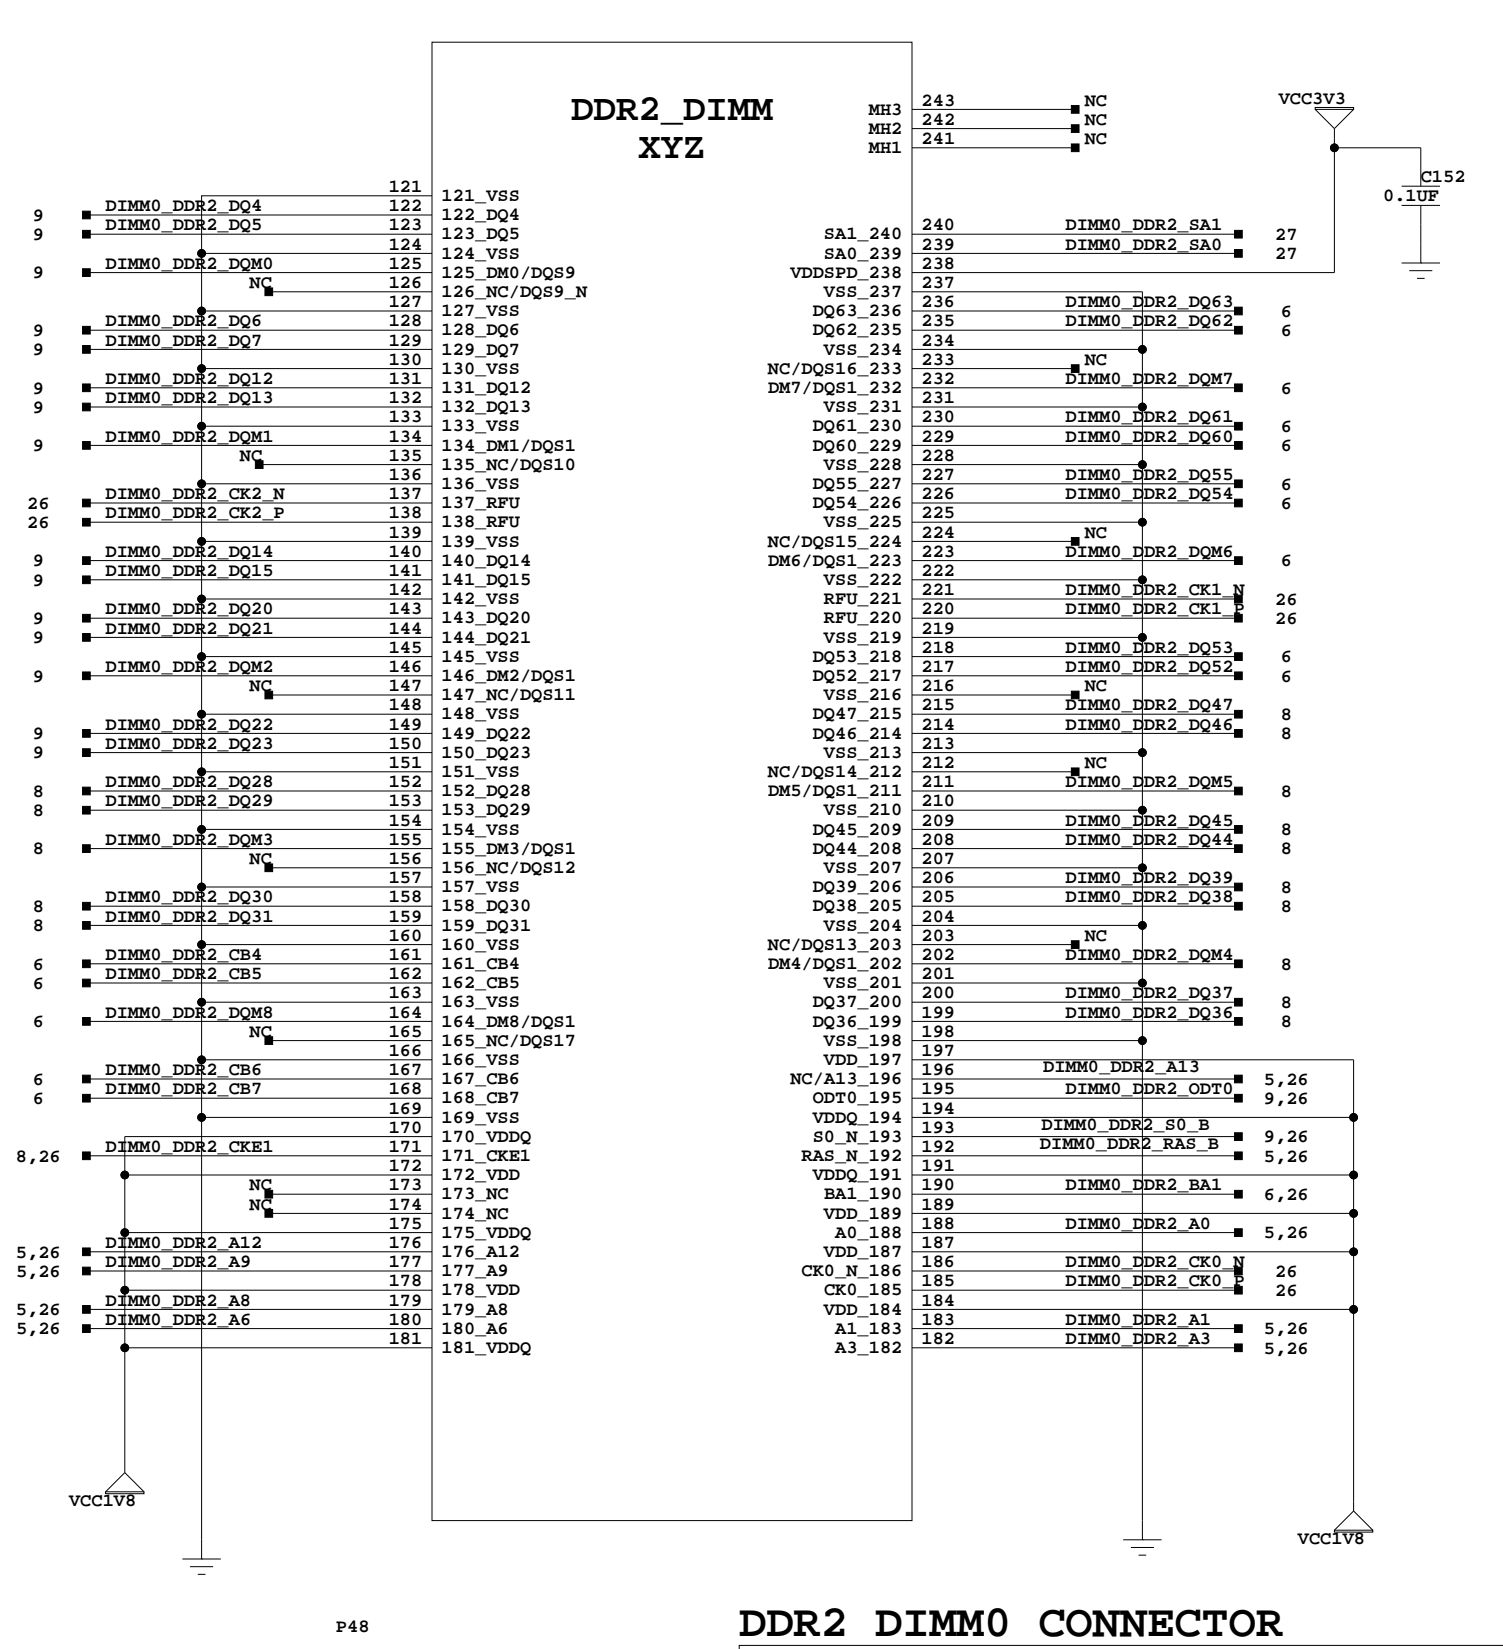 DDR2_DIMM
XYZ
MH3 243 NC
MH2 242 NC
MH1 241 NC
VCC3V3
C152
0.1UF
121 121_VSS
9 DIMM0_DDR2_DQ4 122 122_DQ4
9 DIMM0_DDR2_DQ5 123 123_DQ5
124 124_VSS
9 DIMM0_DDR2_DQM0 125 125_DM0/DQS9
NC 126 126_NC/DQS9_N
127 127_VSS
9 DIMM0_DDR2_DQ6 128 128_DQ6
9 DIMM0_DDR2_DQ7 129 129_DQ7
130 130_VSS
9 DIMM0_DDR2_DQ12 131 131_DQ12
9 DIMM0_DDR2_DQ13 132 132_DQ13
133 133_VSS
9 DIMM0_DDR2_DQM1 134 134_DM1/DQS1
NC 135 135_NC/DQS10
136 136_VSS
26 DIMM0_DDR2_CK2_N 137 137_RFU
26 DIMM0_DDR2_CK2_P 138 138_RFU
139 139_VSS
9 DIMM0_DDR2_DQ14 140 140_DQ14
9 DIMM0_DDR2_DQ15 141 141_DQ15
142 142_VSS
9 DIMM0_DDR2_DQ20 143 143_DQ20
9 DIMM0_DDR2_DQ21 144 144_DQ21
145 145_VSS
9 DIMM0_DDR2_DQM2 146 146_DM2/DQS1
NC 147 147_NC/DQS11
148 148_VSS
9 DIMM0_DDR2_DQ22 149 149_DQ22
9 DIMM0_DDR2_DQ23 150 150_DQ23
151 151_VSS
8 DIMM0_DDR2_DQ28 152 152_DQ28
8 DIMM0_DDR2_DQ29 153 153_DQ29
154 154_VSS
8 DIMM0_DDR2_DQM3 155 155_DM3/DQS1
NC 156 156_NC/DQS12
157 157_VSS
8 DIMM0_DDR2_DQ30 158 158_DQ30
8 DIMM0_DDR2_DQ31 159 159_DQ31
160 160_VSS
6 DIMM0_DDR2_CB4 161 161_CB4
6 DIMM0_DDR2_CB5 162 162_CB5
163 163_VSS
6 DIMM0_DDR2_DQM8 164 164_DM8/DQS1
NC 165 165_NC/DQS17
166 166_VSS
6 DIMM0_DDR2_CB6 167 167_CB6
6 DIMM0_DDR2_CB7 168 168_CB7
169 169_VSS
170 170_VDDQ
8,26 DIMM0_DDR2_CKE1 171 171_CKE1
172 172_VDD
NC 173 173_NC
NC 174 174_NC
175 175_VDDQ
5,26 DIMM0_DDR2_A12 176 176_A12
5,26 DIMM0_DDR2_A9 177 177_A9
178 178_VDD
5,26 DIMM0_DDR2_A8 179 179_A8
5,26 DIMM0_DDR2_A6 180 180_A6
181 181_VDDQ
VCC1V8
SA1_240 240 DIMM0_DDR2_SA1 27
SA0_239 239 DIMM0_DDR2_SA0 27
VDDSPD_238 238
VSS_237 237
DQ63_236 236 DIMM0_DDR2_DQ63 6
DQ62_235 235 DIMM0_DDR2_DQ62 6
VSS_234 234
NC/DQS16_233 233 NC
DM7/DQS1_232 232 DIMM0_DDR2_DQM7 6
VSS_231 231
DQ61_230 230 DIMM0_DDR2_DQ61 6
DQ60_229 229 DIMM0_DDR2_DQ60 6
VSS_228 228
DQ55_227 227 DIMM0_DDR2_DQ55 6
DQ54_226 226 DIMM0_DDR2_DQ54 6
VSS_225 225
NC/DQS15_224 224 NC
DM6/DQS1_223 223 DIMM0_DDR2_DQM6 6
VSS_222 222
RFU_221 221 DIMM0_DDR2_CK1_N 26
RFU_220 220 DIMM0_DDR2_CK1_P 26
VSS_219 219
DQ53_218 218 DIMM0_DDR2_DQ53 6
DQ52_217 217 DIMM0_DDR2_DQ52 6
VSS_216 216 NC
DQ47_215 215 DIMM0_DDR2_DQ47 8
DQ46_214 214 DIMM0_DDR2_DQ46 8
VSS_213 213
NC/DQS14_212 212 NC
DM5/DQS1_211 211 DIMM0_DDR2_DQM5 8
VSS_210 210
DQ45_209 209 DIMM0_DDR2_DQ45 8
DQ44_208 208 DIMM0_DDR2_DQ44 8
VSS_207 207
DQ39_206 206 DIMM0_DDR2_DQ39 8
DQ38_205 205 DIMM0_DDR2_DQ38 8
VSS_204 204
NC/DQS13_203 203 NC
DM4/DQS1_202 202 DIMM0_DDR2_DQM4 8
VSS_201 201
DQ37_200 200 DIMM0_DDR2_DQ37 8
DQ36_199 199 DIMM0_DDR2_DQ36 8
VSS_198 198
VDD_197 197
NC/A13_196 196 DIMM0_DDR2_A13 5,26
ODT0_195 195 DIMM0_DDR2_ODT0 9,26
VDDQ_194 194
S0_N_193 193 DIMM0_DDR2_S0_B 9,26
RAS_N_192 192 DIMM0_DDR2_RAS_B 5,26
VDDQ_191 191
BA1_190 190 DIMM0_DDR2_BA1 6,26
VDD_189 189
A0_188 188 DIMM0_DDR2_A0 5,26
VDD_187 187
CK0_N_186 186 DIMM0_DDR2_CK0_N 26
CK0_185 185 DIMM0_DDR2_CK0_P 26
VDD_184 184
A1_183 183 DIMM0_DDR2_A1 5,26
A3_182 182 DIMM0_DDR2_A3 5,26
VCC1V8
P48
DDR2 DIMM0 CONNECTOR